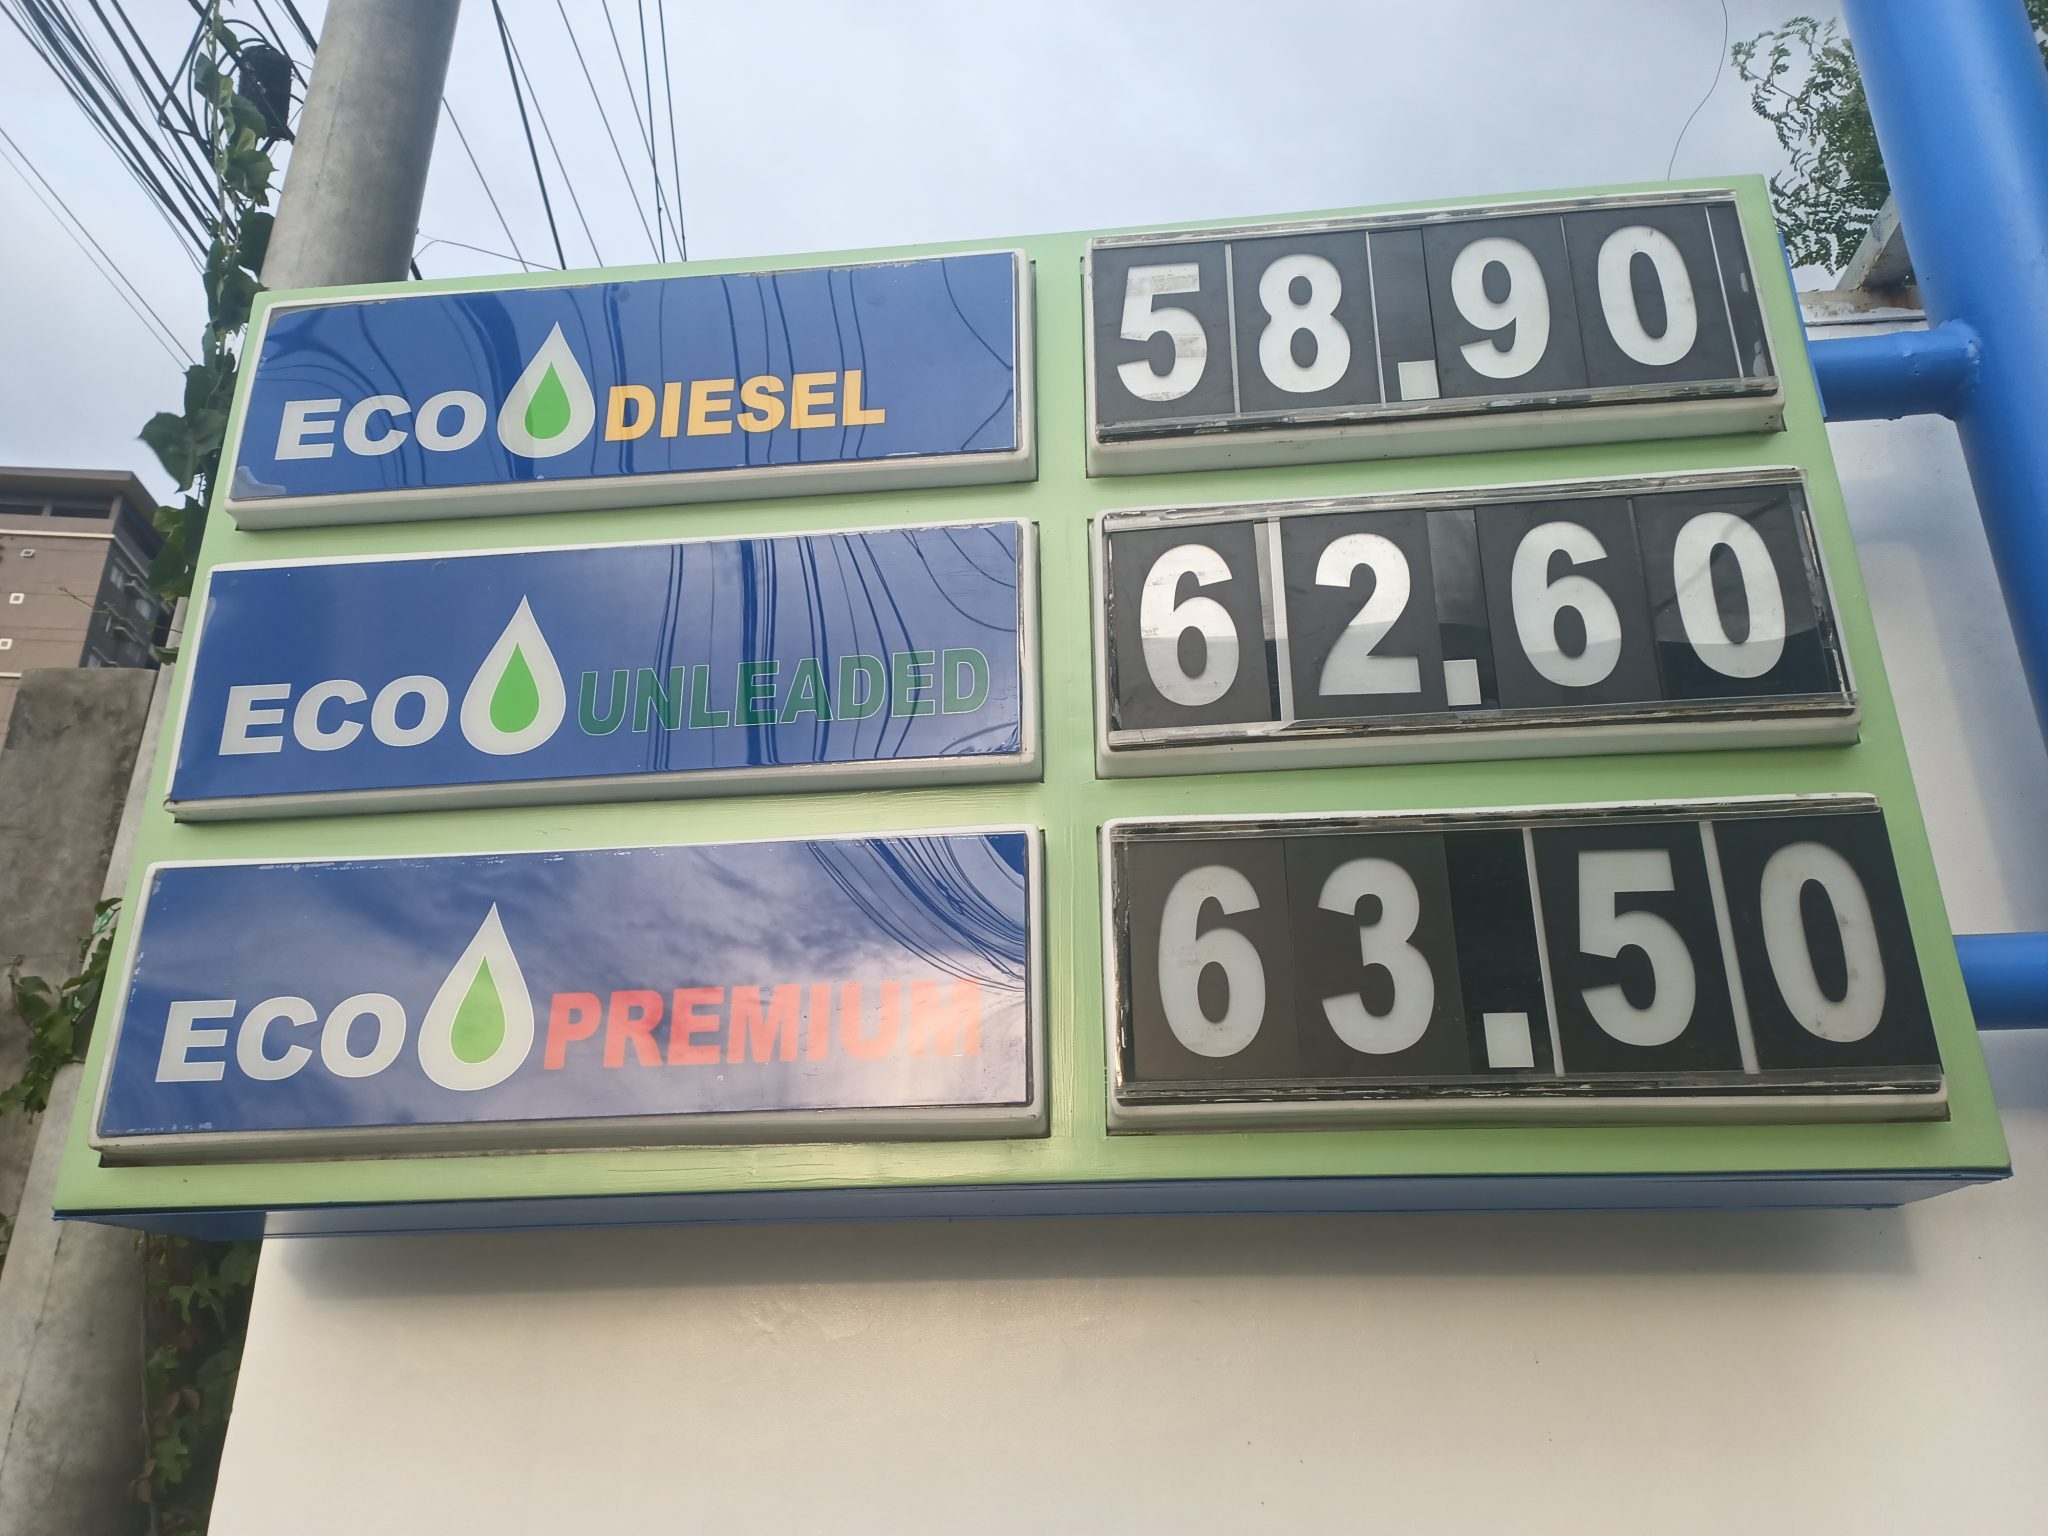 ECO DIESEL 58.90
ECO UNLEADED 62.60
ECO PREMIUM 63.50